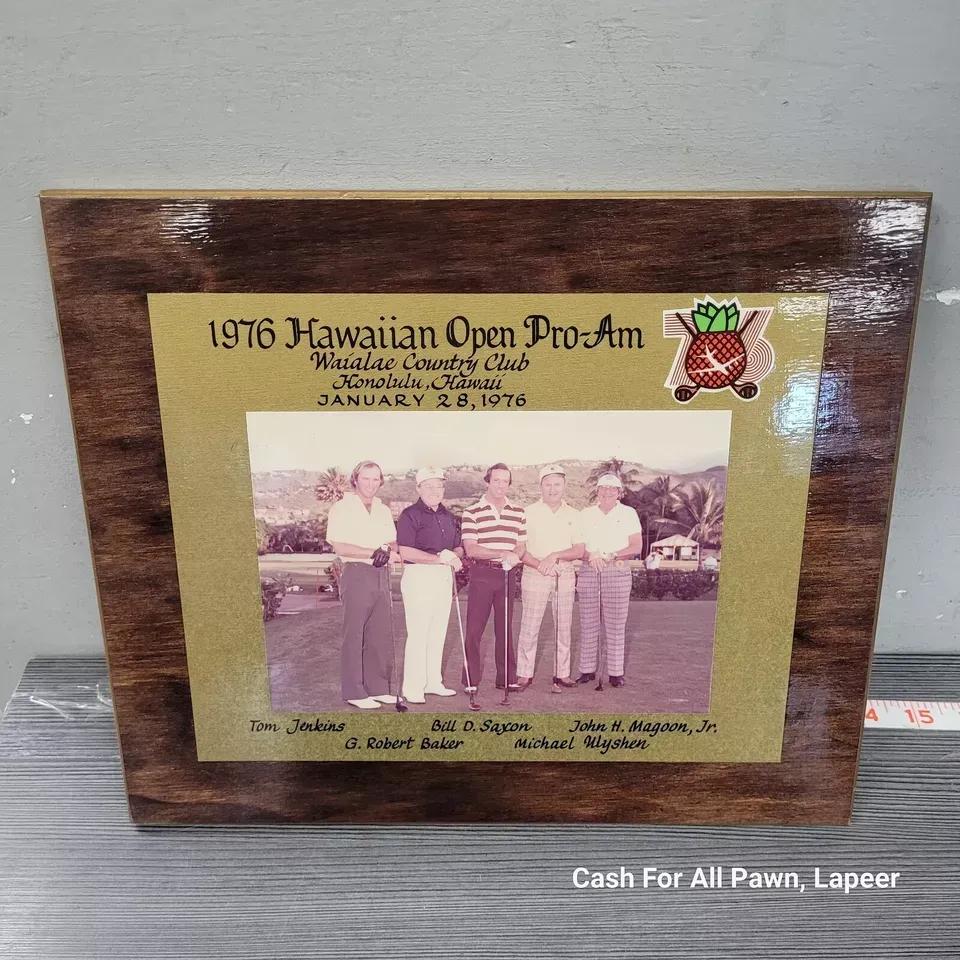 1976 Hawaiian Open Pro-Am
Waialae Country Club
Honolulu, Hawaii
JANUARY 28, 1976
76
Tom Jenkins Bill D. Saxon John H. Magoon, Jr.
G. Robert Baker Michael Ulyshen
4 15
Cash For All Pawn, Lapeer